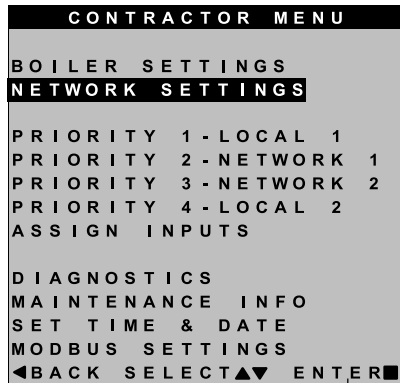 CONTRACTOR MENU
BOILER SETTINGS
NETWORK SETTINGS
PRIORITY 1-LOCAL 1
PRIORITY 2-NETWORK 1
PRIORITY 3-NETWORK 2
PRIORITY 4-LOCAL 2
ASSIGN INPUTS
DIAGNOSTICS
MAINTENANCE INFO
SET TIME & DATE
MODBUS SETTINGS
◀BACK SELECT▲▼ ENTER■